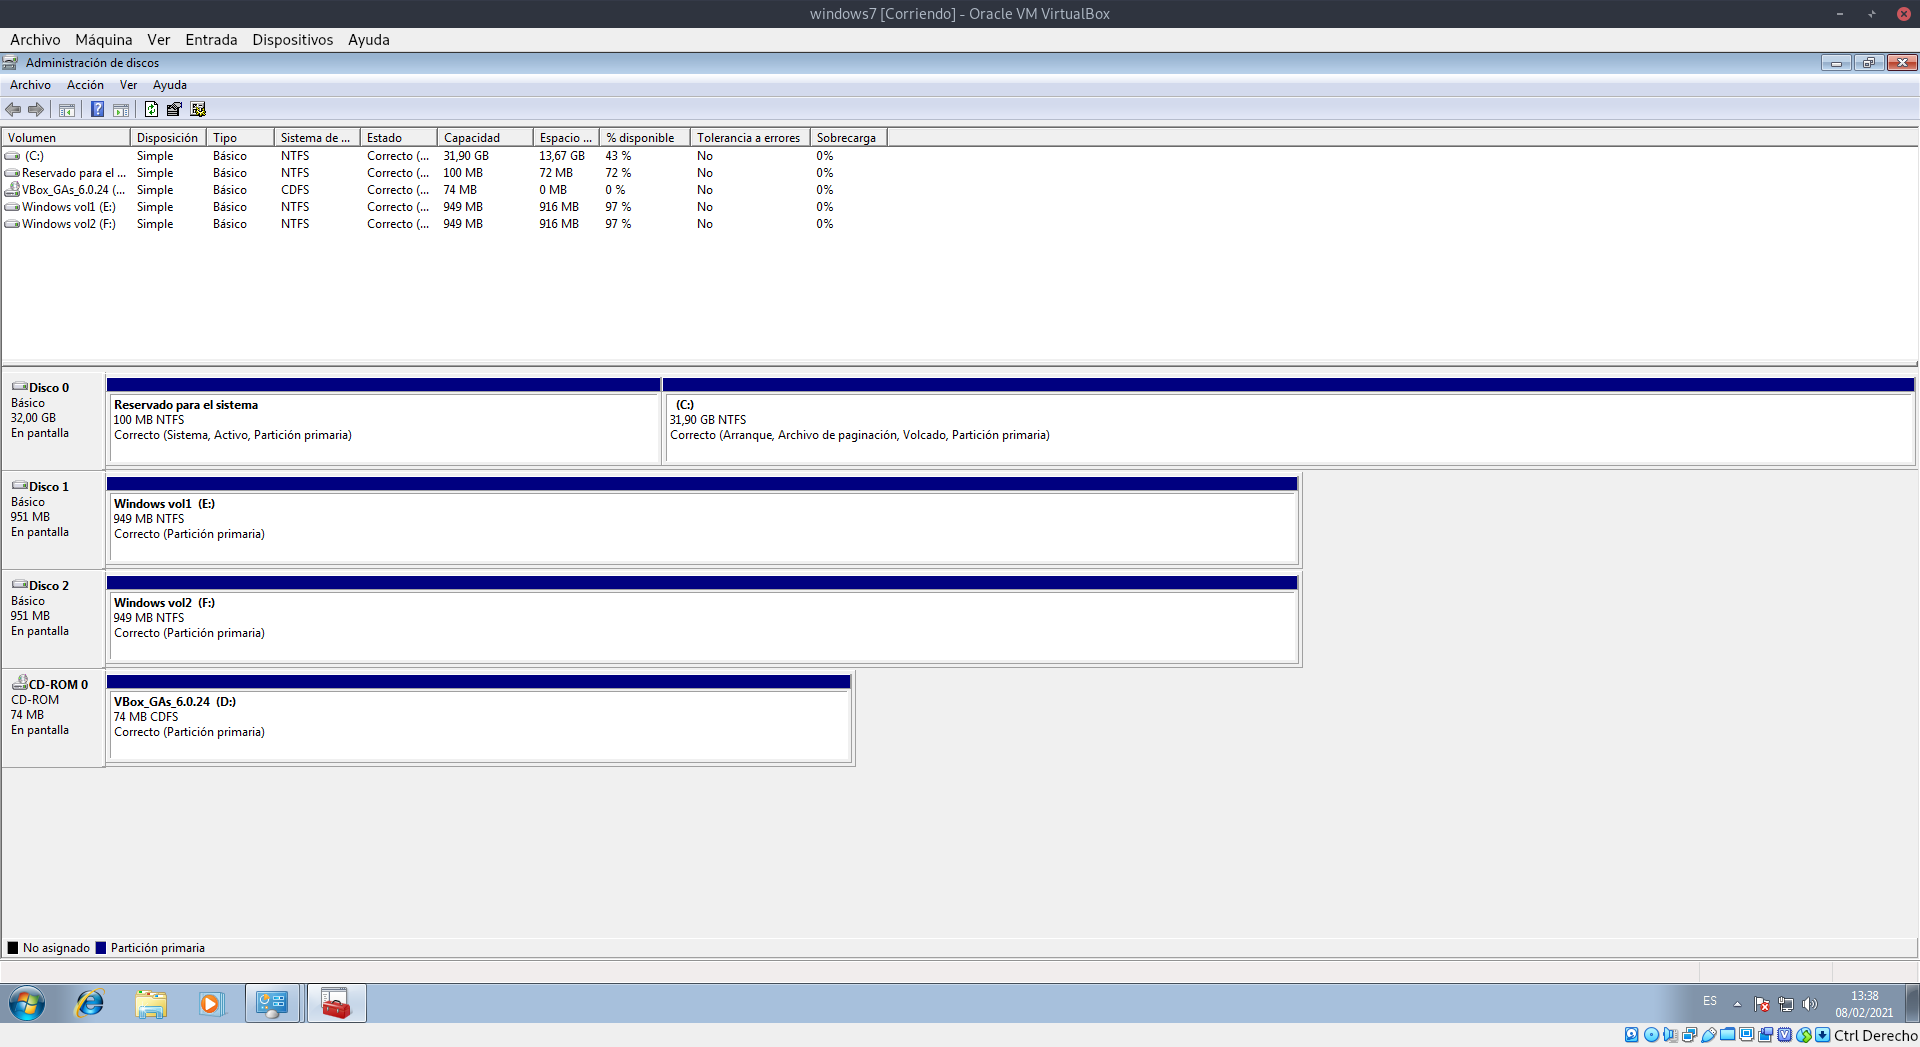 windows7 [Corriendo] - Oracle VM VirtualBox
Archivo Máquina Ver Entrada Dispositivos Ayuda
Administración de discos
Archivo Acción Ver Ayuda
Volumen Disposición Tipo Sistema de ... Estado Capacidad Espacio ... % disponible Tolerancia a errores Sobrecarga
(C:) Simple Básico NTFS Correcto (... 31,90 GB 13,67 GB 43 % No 0%
Reservado para el ... Simple Básico NTFS Correcto (... 100 MB 72 MB 72 % No 0%
VBox_GAs_6.0.24 (... Simple Básico CDFS Correcto (... 74 MB 0 MB 0 % No 0%
Windows vol1 (E:) Simple Básico NTFS Correcto (... 949 MB 916 MB 97 % No 0%
Windows vol2 (F:) Simple Básico NTFS Correcto (... 949 MB 916 MB 97 % No 0%
Disco 0
Básico
32,00 GB
En pantalla
Reservado para el sistema
100 MB NTFS
Correcto (Sistema, Activo, Partición primaria)
(C:)
31,90 GB NTFS
Correcto (Arranque, Archivo de paginación, Volcado, Partición primaria)
Disco 1
Básico
951 MB
En pantalla
Windows vol1 (E:)
949 MB NTFS
Correcto (Partición primaria)
Disco 2
Básico
951 MB
En pantalla
Windows vol2 (F:)
949 MB NTFS
Correcto (Partición primaria)
CD-ROM 0
CD-ROM
74 MB
En pantalla
VBox_GAs_6.0.24 (D:)
74 MB CDFS
Correcto (Partición primaria)
No asignado Partición primaria
ES
13:38
08/02/2021
Ctrl Derecho